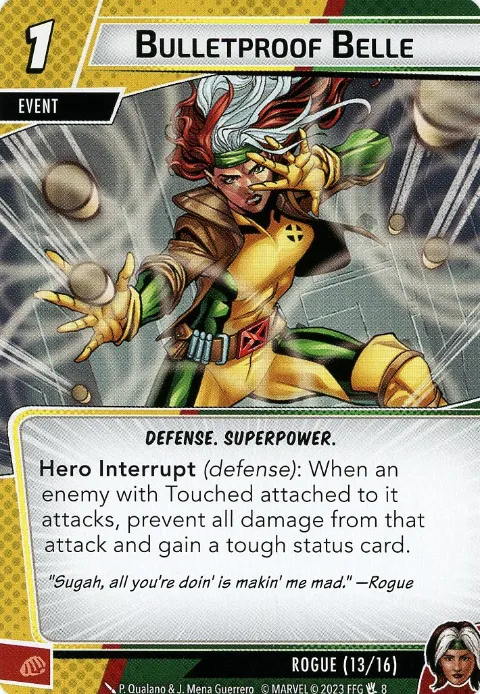 1
BULLETPROOF BELLE
EVENT
DEFENSE. SUPERPOWER.
Hero Interrupt (defense): When an
enemy with Touched attached to it
attacks, prevent all damage from that
attack and gain a tough status card.
"Sugah, all you're doin' is makin' me mad." —Rogue
ROGUE (13/16)
P. Qualano & J. Mena Guerrero © MARVEL © 2023 FFG 8